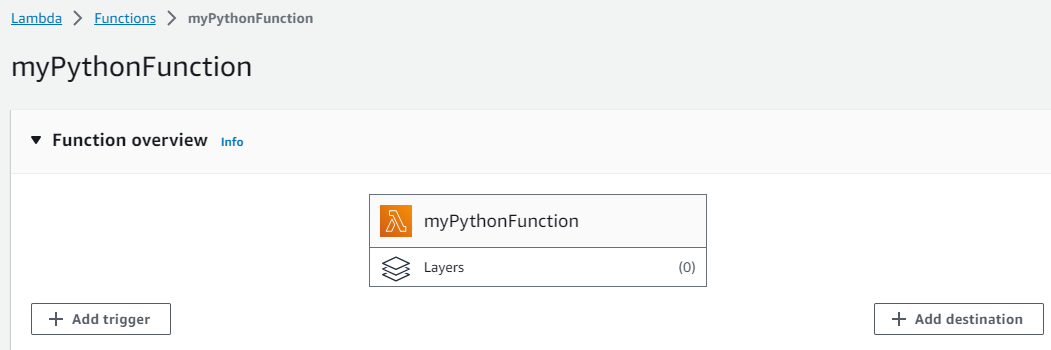 Lambda > Functions > myPythonFunction
myPythonFunction
Function overview Info
myPythonFunction
Layers (0)
+ Add trigger + Add destination